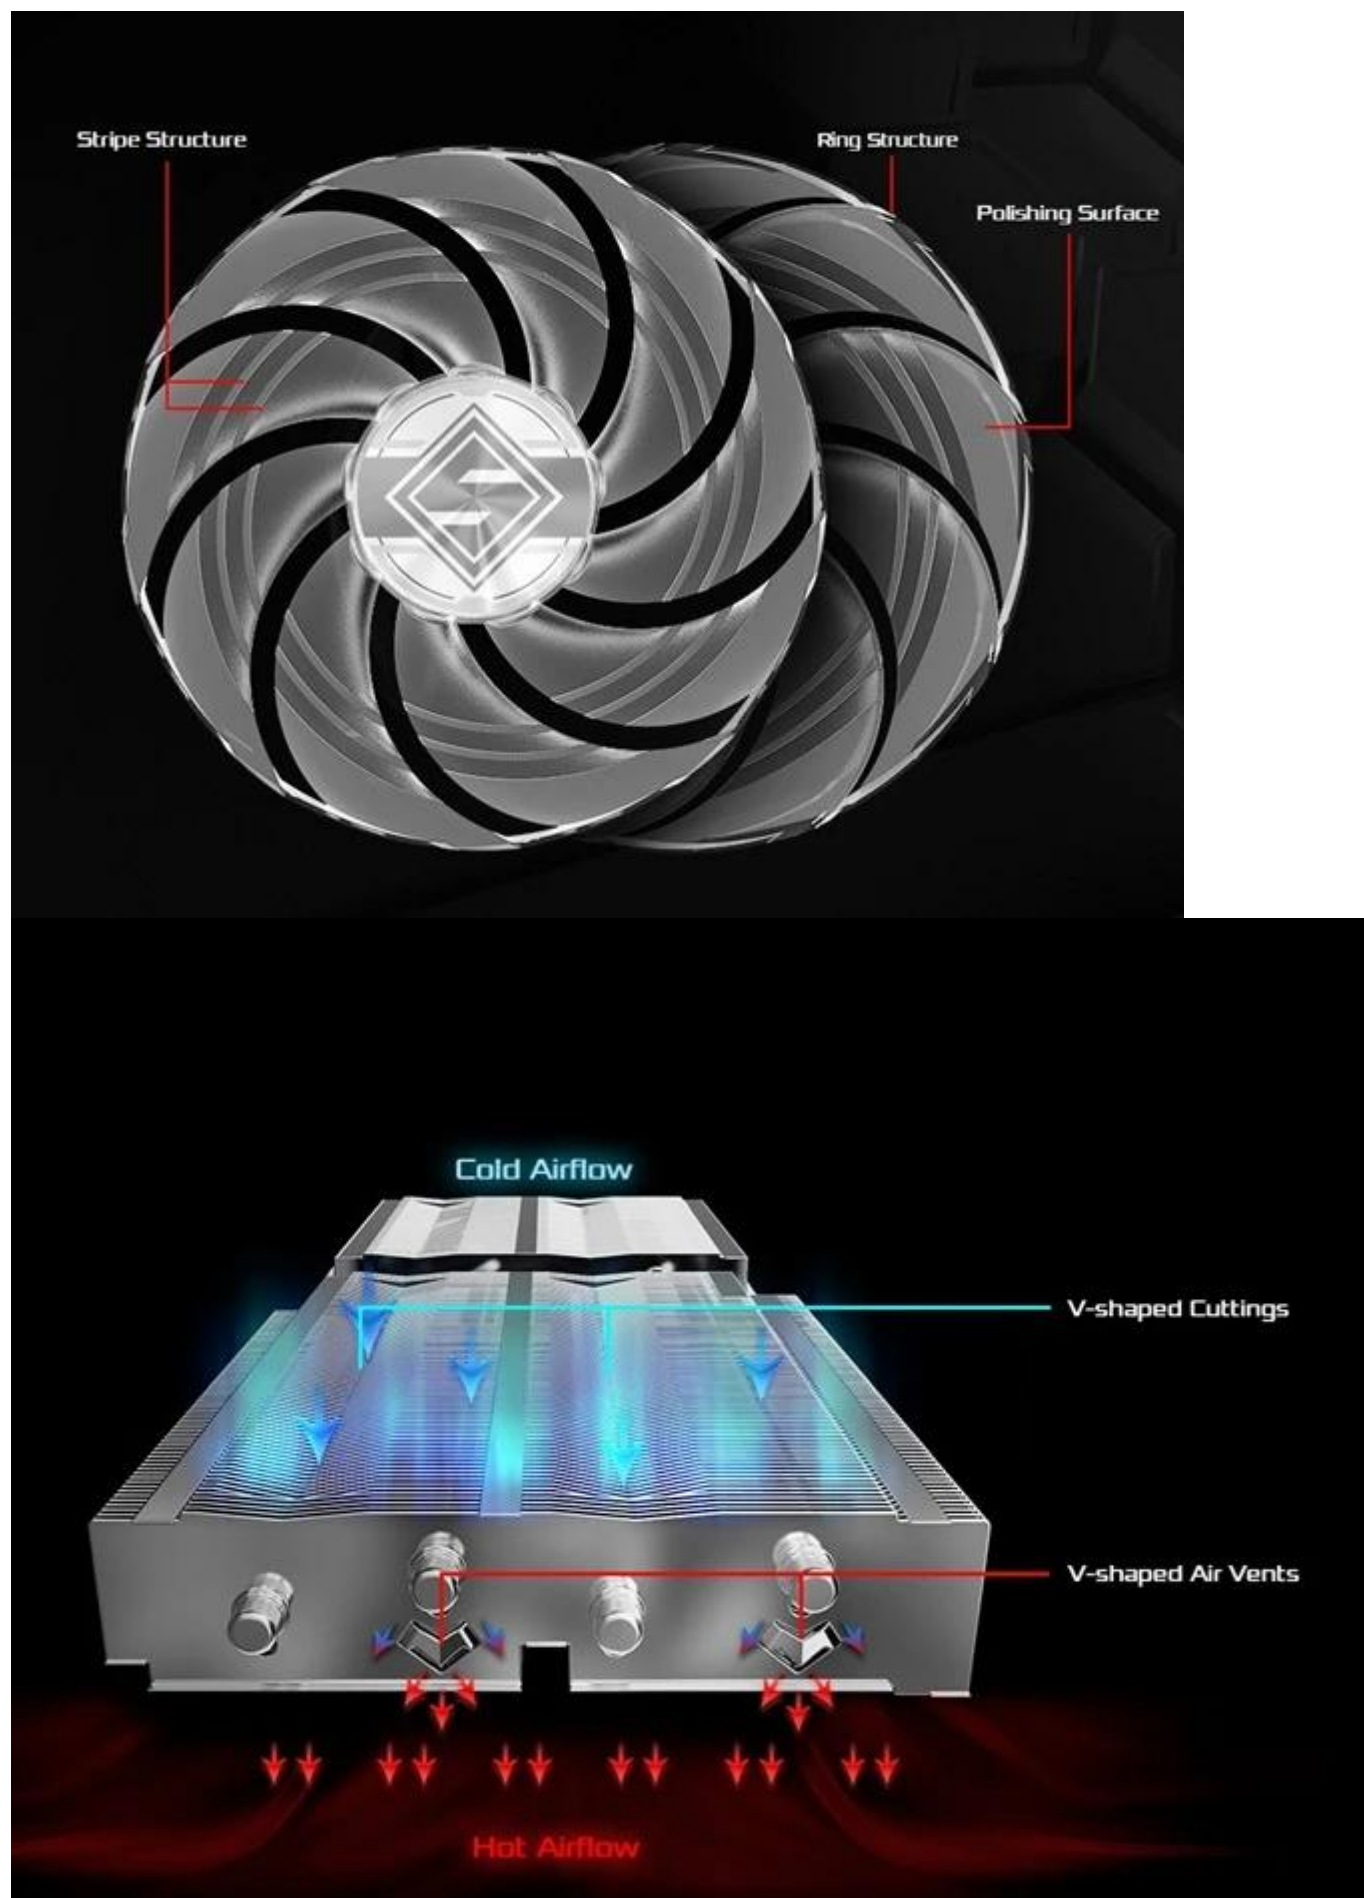 Stripe Structure
Ring Structure
Polishing Surface
Cold Airflow
V-shaped Cuttings
V-shaped Air Vents
Hot Airflow